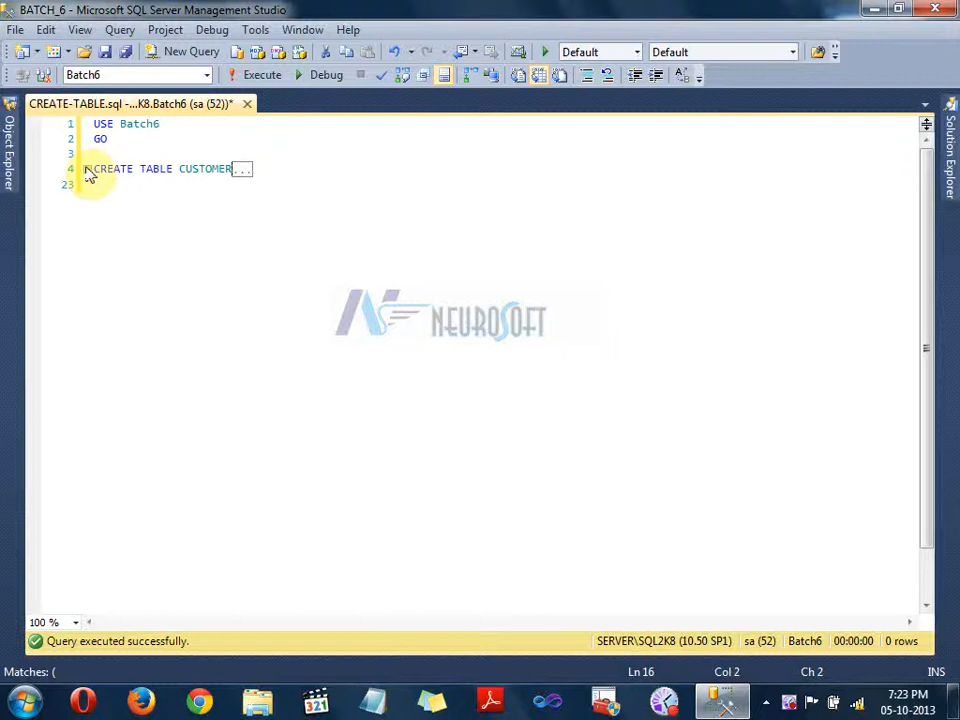 BATCH_6 - Microsoft SQL Server Management Studio
File Edit View Query Project Debug Tools Window Help
New Query Default Default
Batch6 Execute Debug
CREATE-TABLE.sql -...K8.Batch6 (sa (52))*
Object Explorer
Solution Explorer
1 USE Batch6
2 GO
3
4 CREATE TABLE CUSTOMER...
23
NEUROSOFT
100 %
Query executed successfully. SERVER\SQL2K8 (10.50 SP1) sa (52) Batch6 00:00:00 0 rows
Matches: ( Ln 16 Col 2 Ch 2 INS
321
7:23 PM
05-10-2013